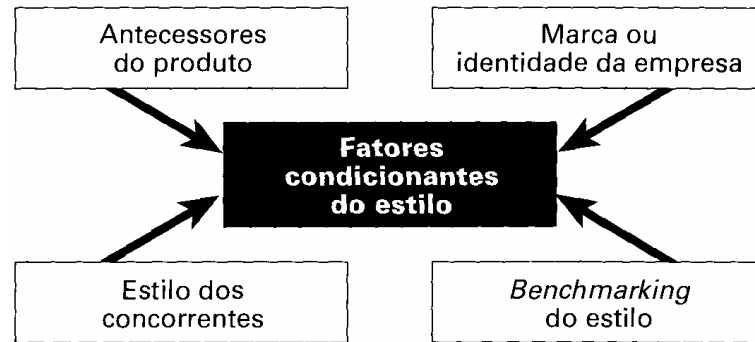 Antecessores
do produto
Marca ou
identidade da empresa
Fatores
condicionantes
do estilo
Estilo dos
concorrentes
Benchmarking
do estilo